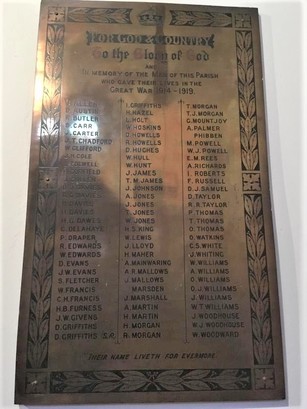 FOR GOD & COUNTRY
To the Glory of God
AND
IN MEMORY OF THE MEN OF THIS PARISH
WHO GAVE THEIR LIVES IN THE
GREAT WAR 1914-1919.
BUTLER
CARR
CARTER
A.T. CHADFORD
COLE
W.G. DAWES
C. DELAHAYE
P. DRAPER
R. EDWARDS
W. EDWARDS
D. EVANS
J.W. EVANS
S. FLETCHER
W. FRANCIS
C.H. FRANCIS
H.B. FURNESS
J.W. GIVENS
D. GRIFFITHS
D. GRIFFITHS
I. GRIFFITHS
H. HAZEL
L. HOLT
W. HOSKINS
D. HOWELLS
R. HOWELLS
D. HUGHES
W. HULL
W. HUNT
J. JAMES
T.M. JAMES
J. JOHNSON
A. JONES
J. JONES
T. JONES
W. JONES
H.S. KING
W. LEWIS
J. LLOYD
H. MAHER
A. MAINWARING
A.R. MALLOWS
J. MALLOWS
MARSDEN
J. MARSHALL
A. MARTIN
H. MARTIN
H. MORGAN
R. MORGAN
T. MORGAN
T.J. MORGAN
G. MOUNTJOY
A. PALMER
PHIBBEN
M. POWELL
W.J. POWELL
E.M. REES
A. RICHARDS
I. ROBERTS
F. RUSSELL
D.J. SAMUEL
D. TAYLOR
H.R. TAYLOR
P. THOMAS
T. THOMAS
O. THOMAS
O. WATKINS
C.S. WHITE
J. WHITING
W. WILLIAMS
A. WILLIAMS
O. WILLIAMS
O.J. WILLIAMS
J. WILLIAMS
W.T. WILLIAMS
J. WOODHOUSE
W.J. WOODHOUSE
W. WOODWARD
THEIR NAME LIVETH FOR EVERMORE.